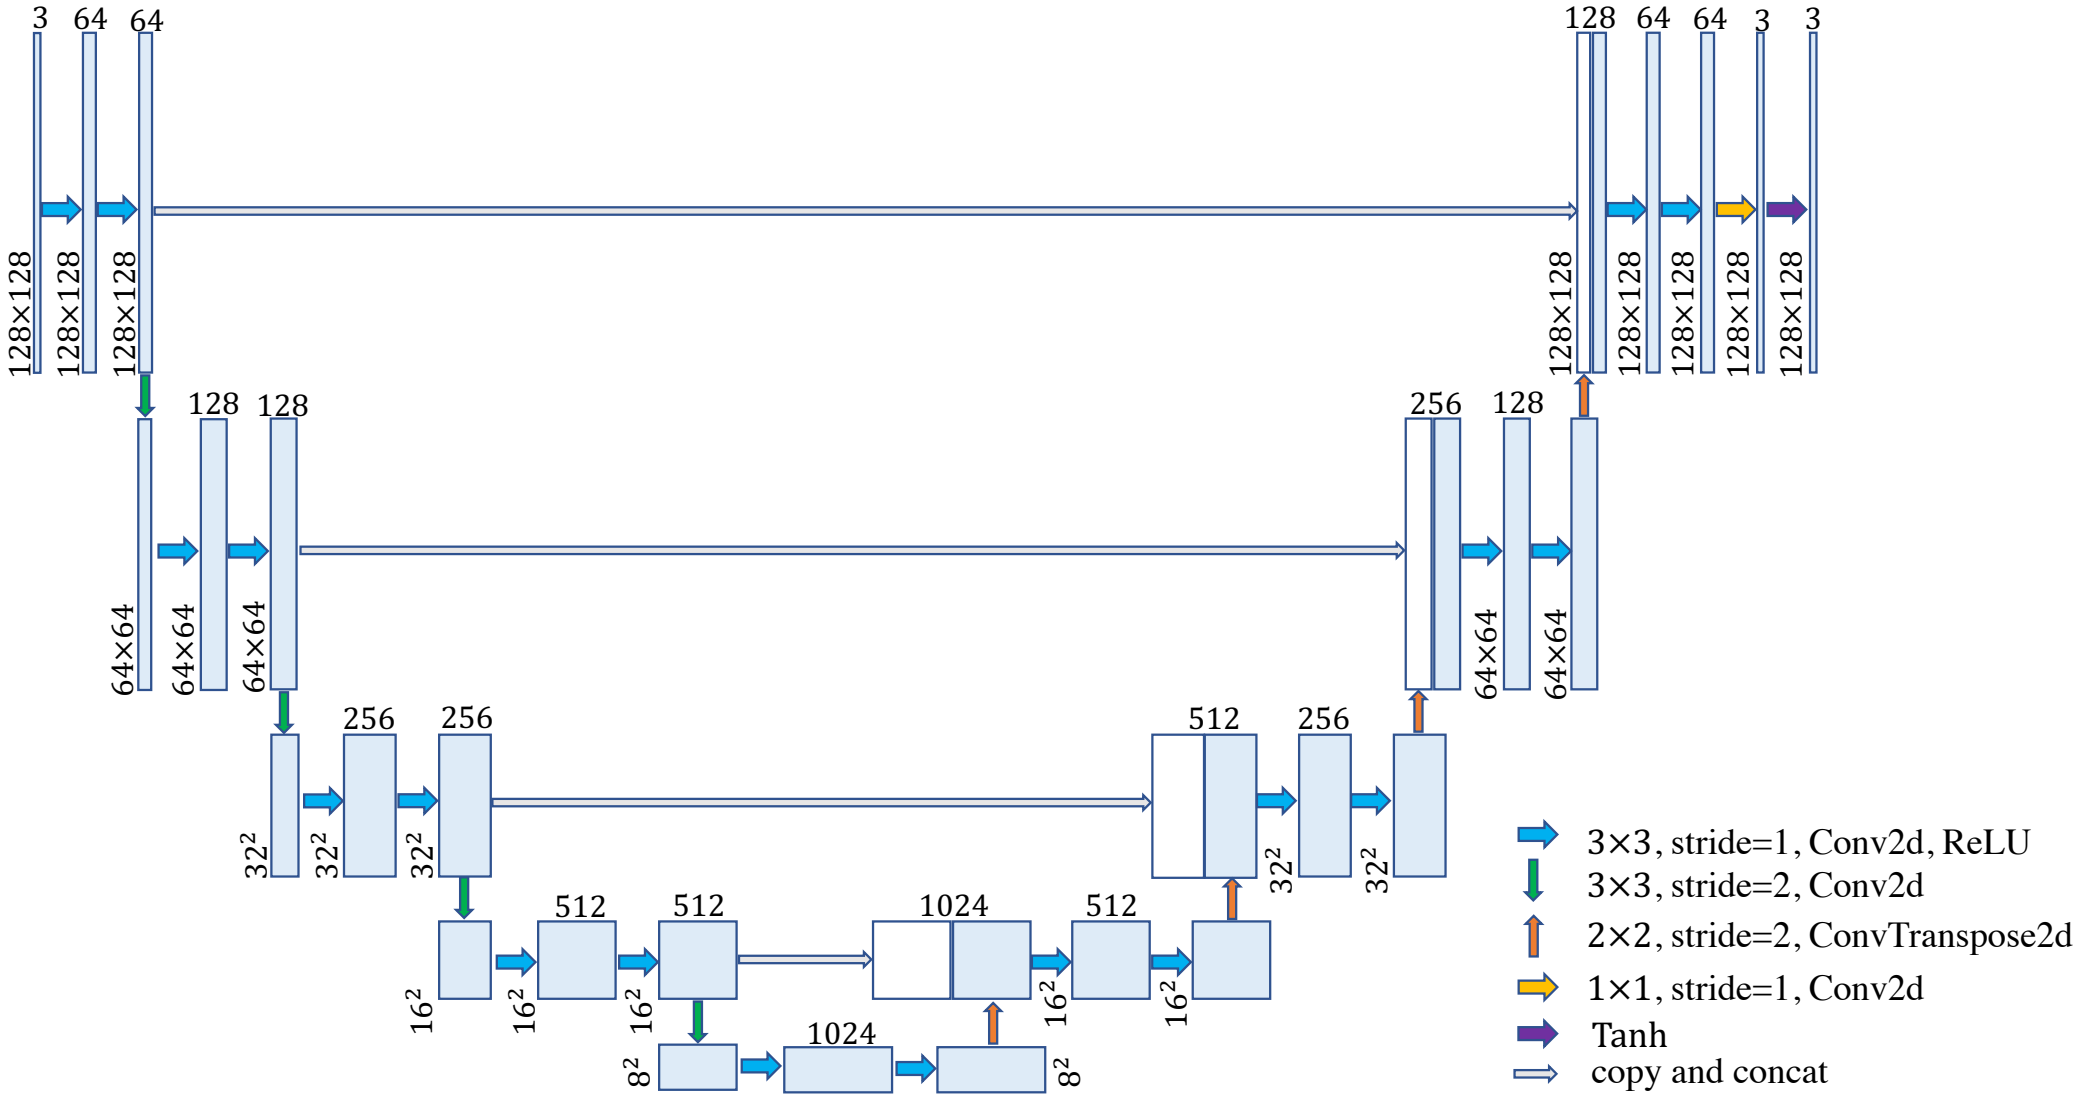 3 64 64 128 64 64 3 3
128×128 128×128 128×128 128×128 128×128 128×128 128×128 128×128
128 128 256 128
64×64 64×64 64×64 64×64 64×64
256 256 512 256
32² 32² 32² 32² 32²
512 512 1024 512
16² 16² 16² 16² 16²
1024
8² 8²
3×3, stride=1, Conv2d, ReLU
3×3, stride=2, Conv2d
2×2, stride=2, ConvTranspose2d
1×1, stride=1, Conv2d
Tanh
copy and concat